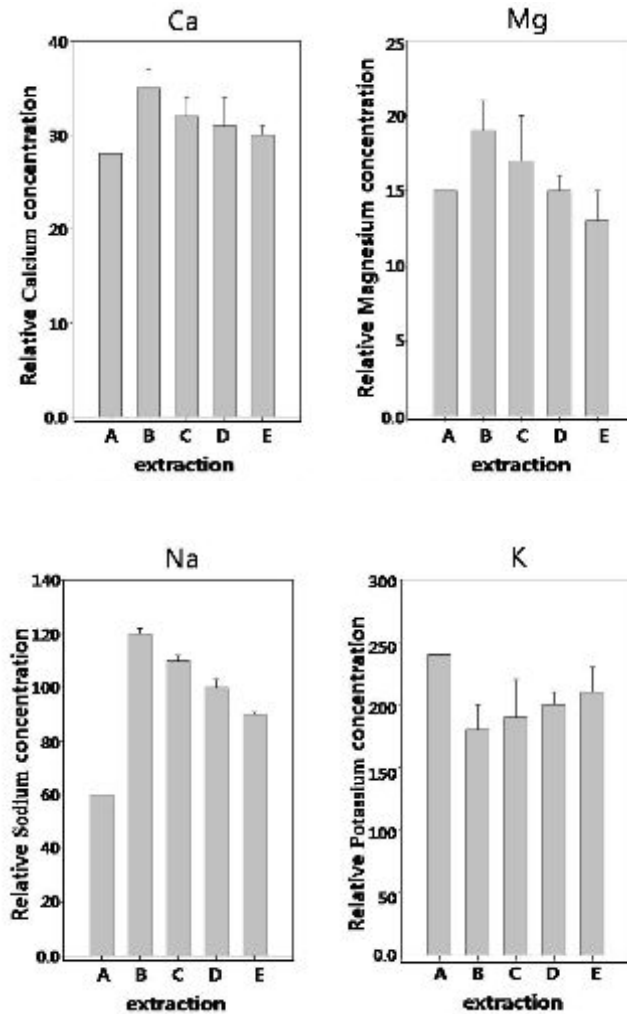 Ca
Relative Calcium concentration
40
30
20
10
0.0
A B C D E
extraction
Mg
Relative Magnesium concentration
25
20
15
10
5
0.0
A B C D E
extraction
Na
Relative Sodium concentration
140
120
100
80
60
40
20
0.0
A B C D E
extraction
K
Relative Potassium concentration
300
250
200
150
100
50
0.0
A B C D E
extraction